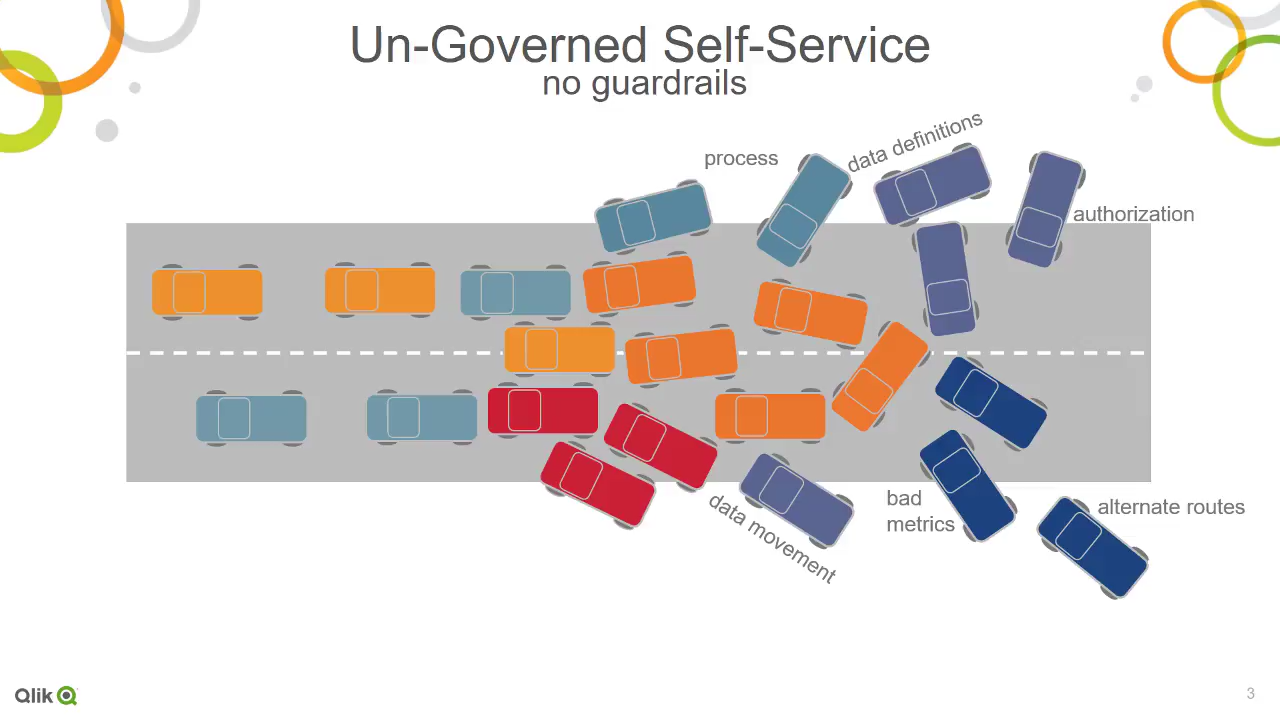 Un-Governed Self-Service
no guardrails
process
data definitions
authorization
data movement
bad
metrics
alternate routes
Qlik
3